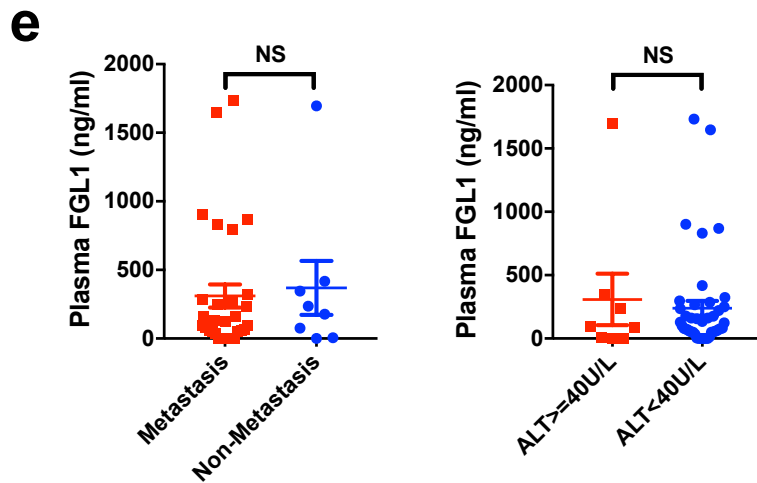 e
NS
Plasma FGL1 (ng/ml)
2000
1500
1000
500
0
Metastasis
Non-Metastasis
NS
Plasma FGL1 (ng/ml)
2000
1500
1000
500
0
ALT>=40U/L
ALT<40U/L